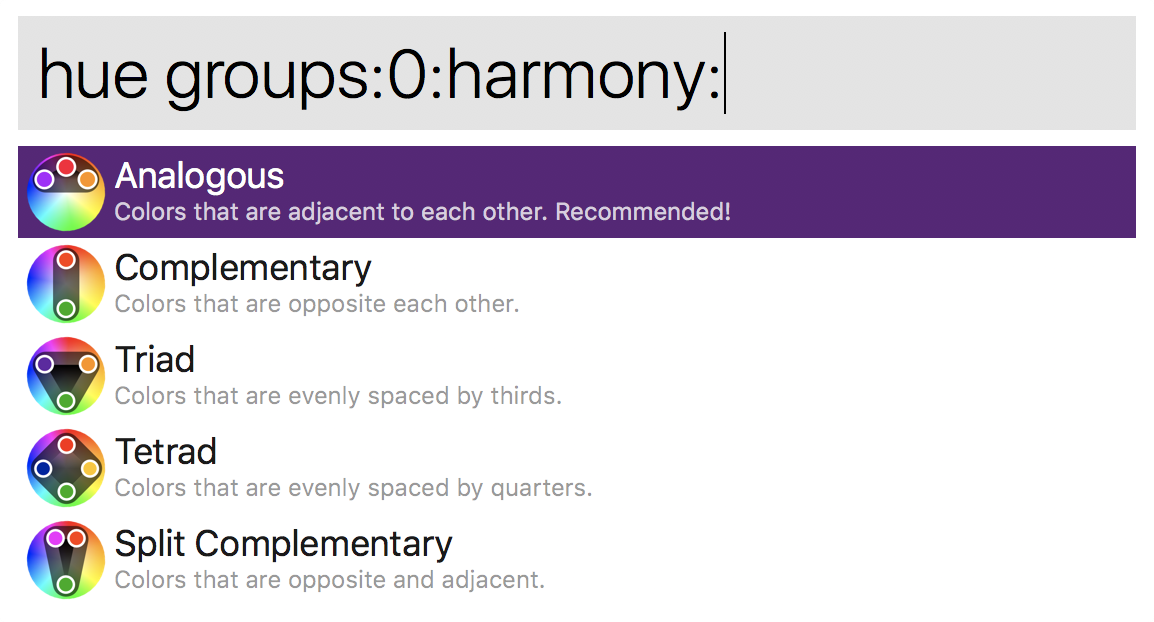 hue groups:0:harmony:
Analogous
Colors that are adjacent to each other. Recommended!
Complementary
Colors that are opposite each other.
Triad
Colors that are evenly spaced by thirds.
Tetrad
Colors that are evenly spaced by quarters.
Split Complementary
Colors that are opposite and adjacent.